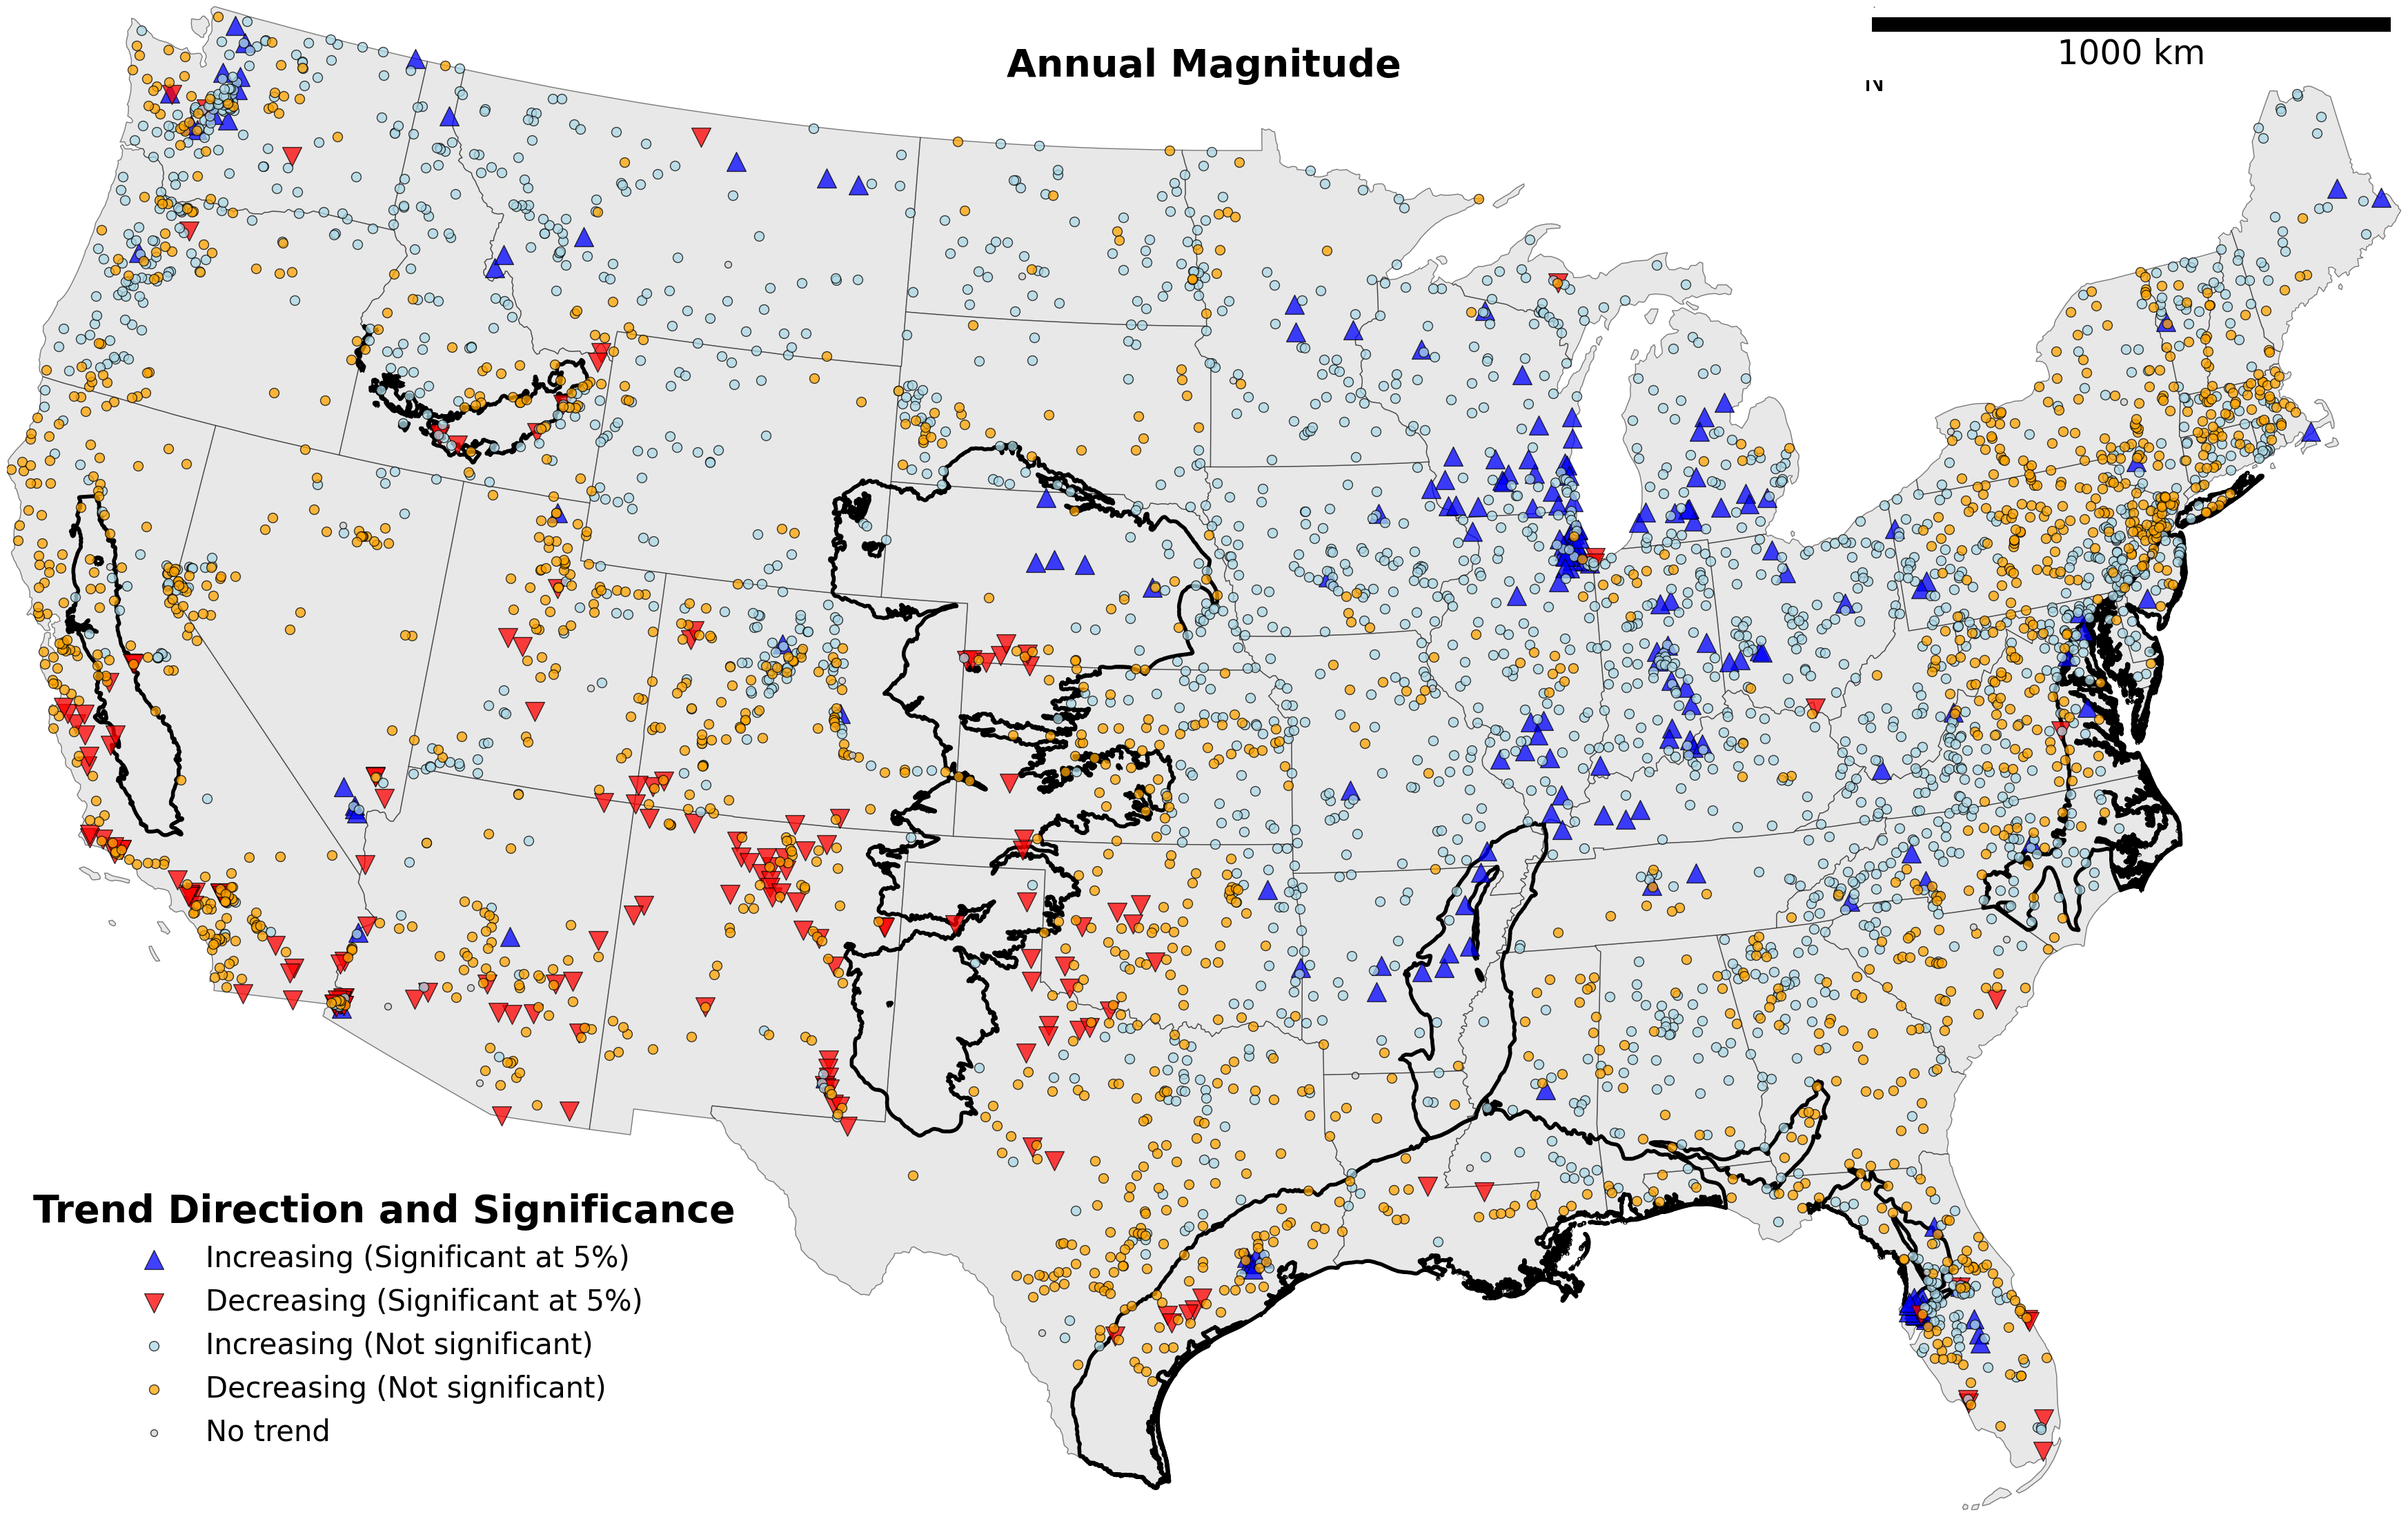 Annual Magnitude
1000 km
N
Trend Direction and Significance
Increasing (Significant at 5%)
Decreasing (Significant at 5%)
Increasing (Not significant)
Decreasing (Not significant)
No trend